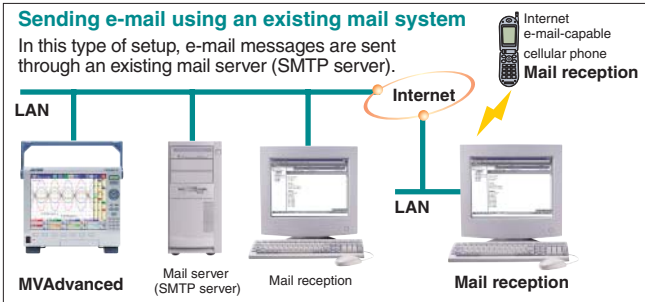 Sending e-mail using an existing mail system
In this type of setup, e-mail messages are sent
through an existing mail server (SMTP server).
Internet
e-mail-capable
cellular phone
Mail reception
LAN
Internet
LAN
MVAdvanced
Mail server
(SMTP server)
Mail reception
Mail reception